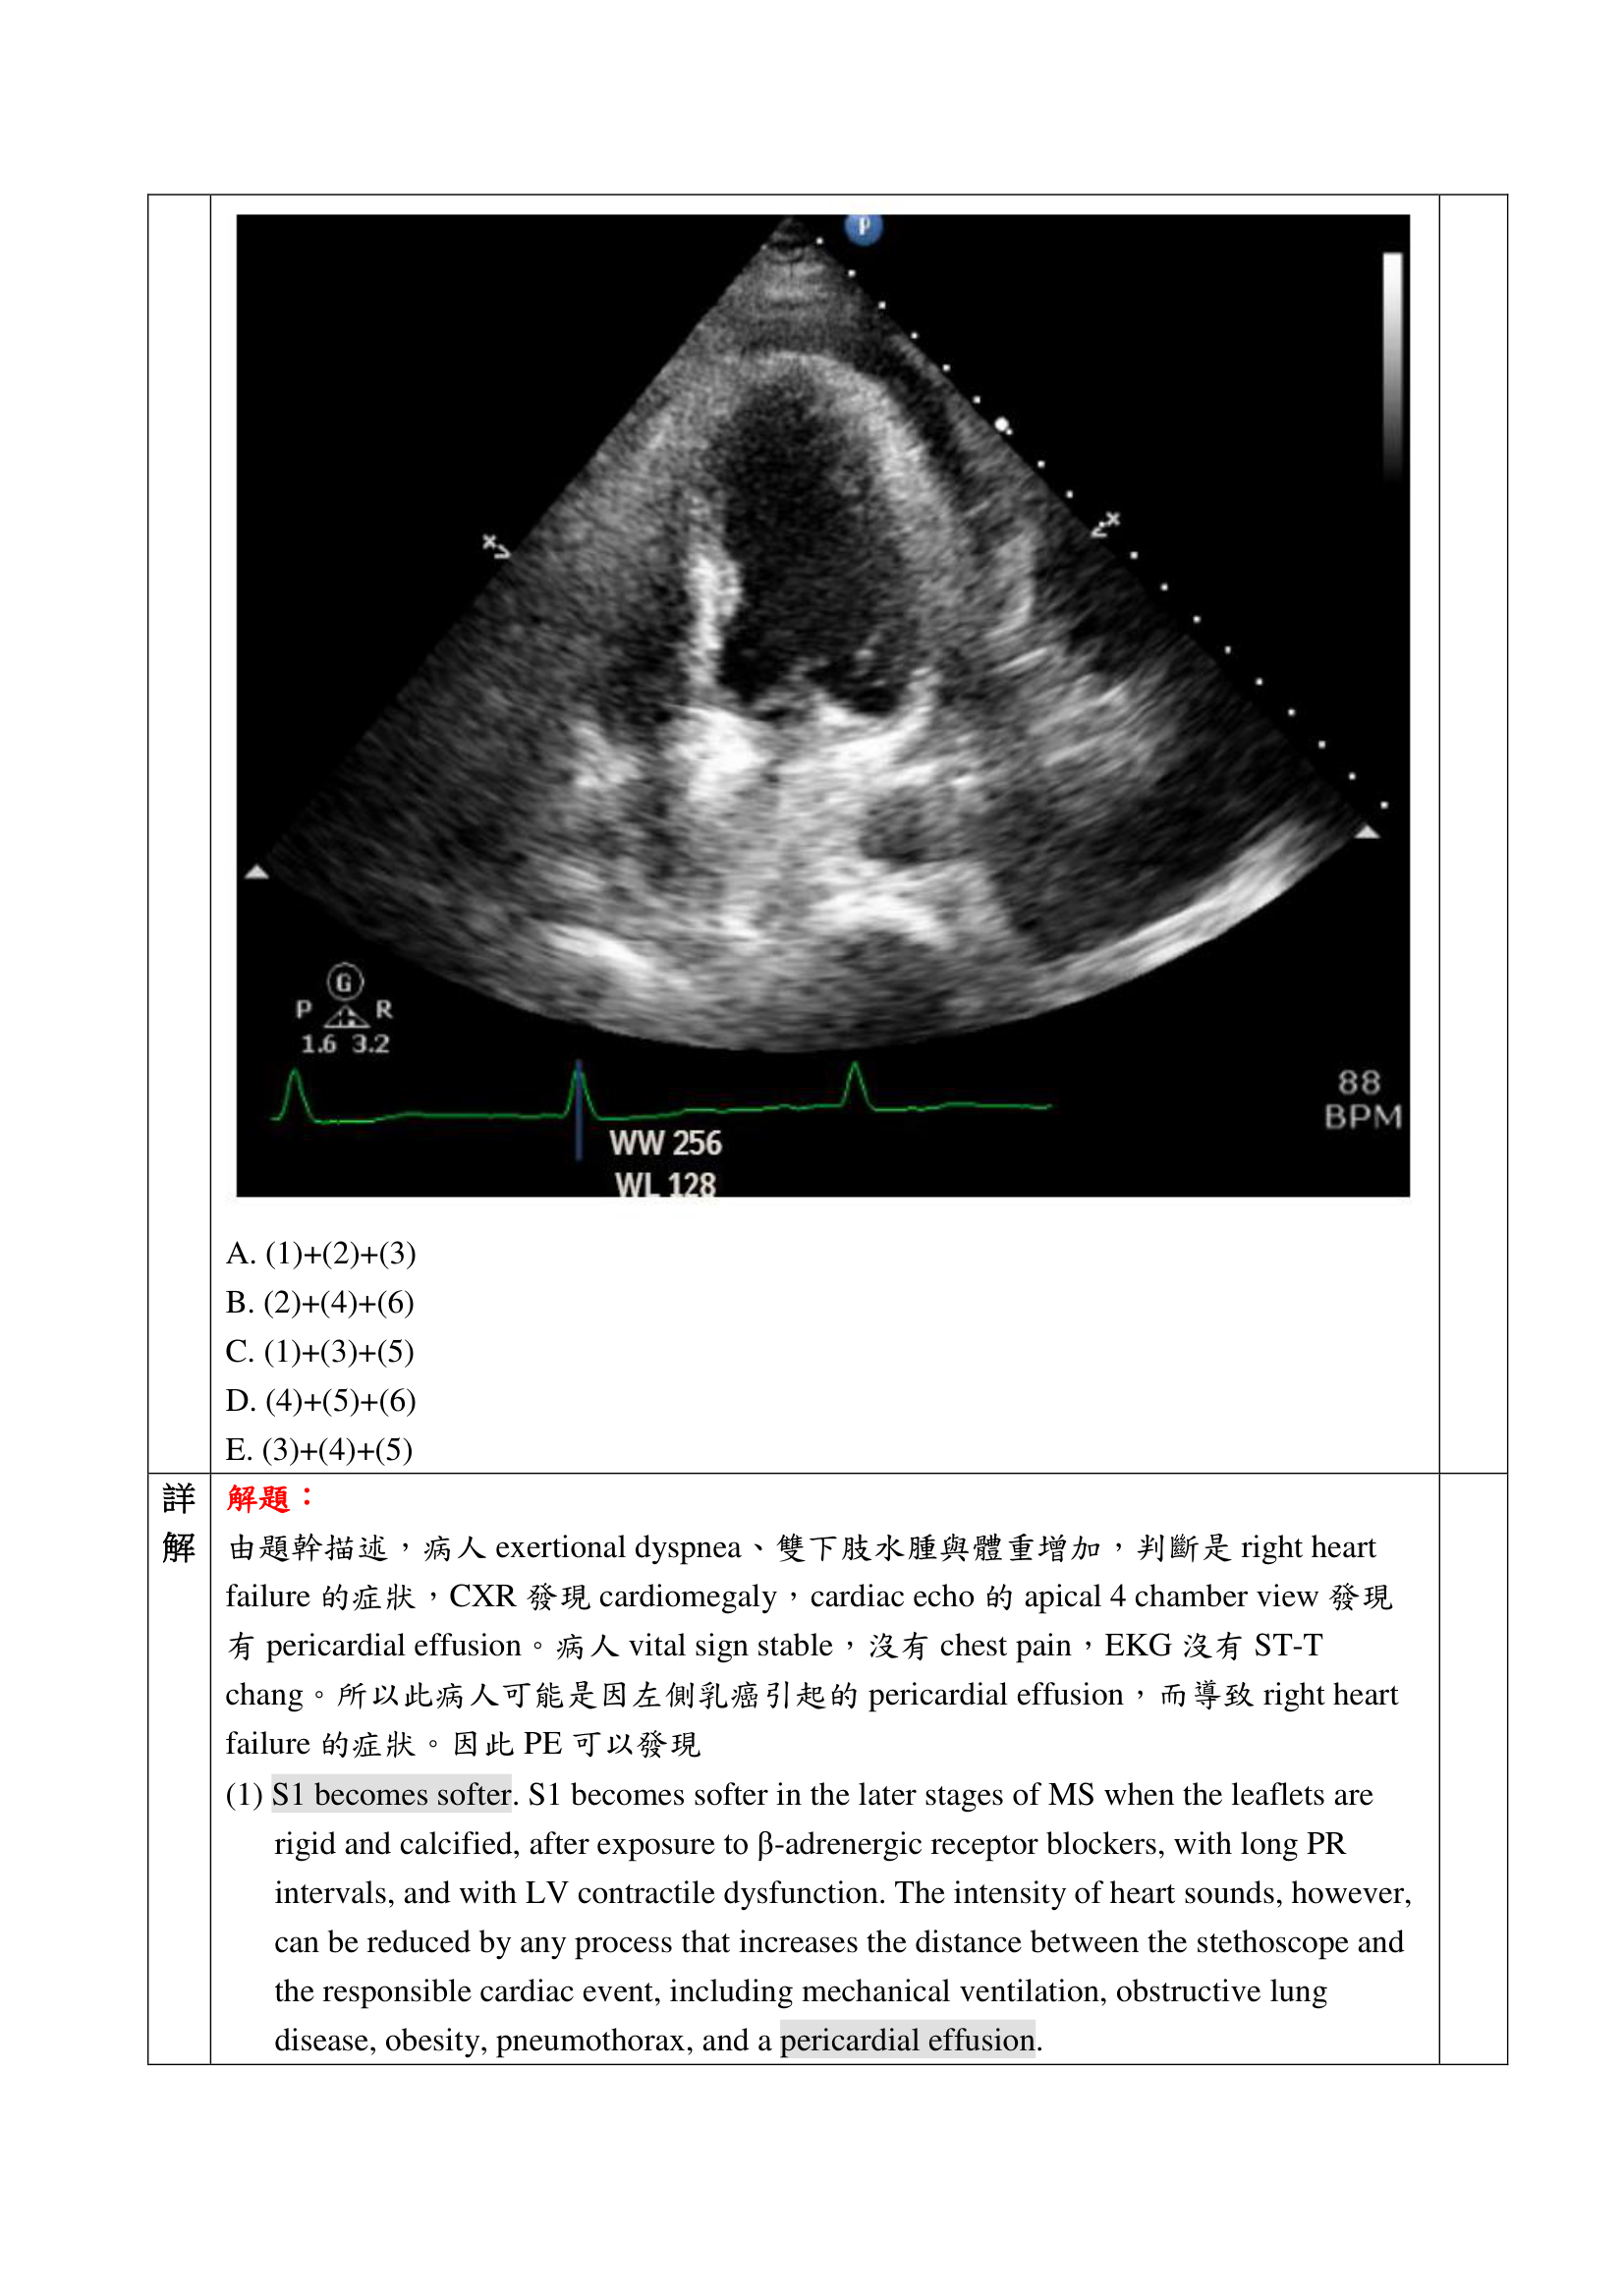 P
x
x
G
P R
1.6 3.2
88
BPM
WW 256
WL 128
A. (1)+(2)+(3)
B. (2)+(4)+(6)
C. (1)+(3)+(5)
D. (4)+(5)+(6)
E. (3)+(4)+(5)
詳解
解題：
由題幹描述，病人 exertional dyspnea、雙下肢水腫與體重增加，判斷是 right heart
failure 的症狀，CXR 發現 cardiomegaly，cardiac echo 的 apical 4 chamber view 發現
有 pericardial effusion。病人 vital sign stable，沒有 chest pain，EKG 沒有 ST-T
chang。所以此病人可能是因左側乳癌引起的 pericardial effusion，而導致 right heart
failure 的症狀。因此 PE 可以發現
(1) S1 becomes softer. S1 becomes softer in the later stages of MS when the leaflets are
rigid and calcified, after exposure to β-adrenergic receptor blockers, with long PR
intervals, and with LV contractile dysfunction. The intensity of heart sounds, however,
can be reduced by any process that increases the distance between the stethoscope and
the responsible cardiac event, including mechanical ventilation, obstructive lung
disease, obesity, pneumothorax, and a pericardial effusion.